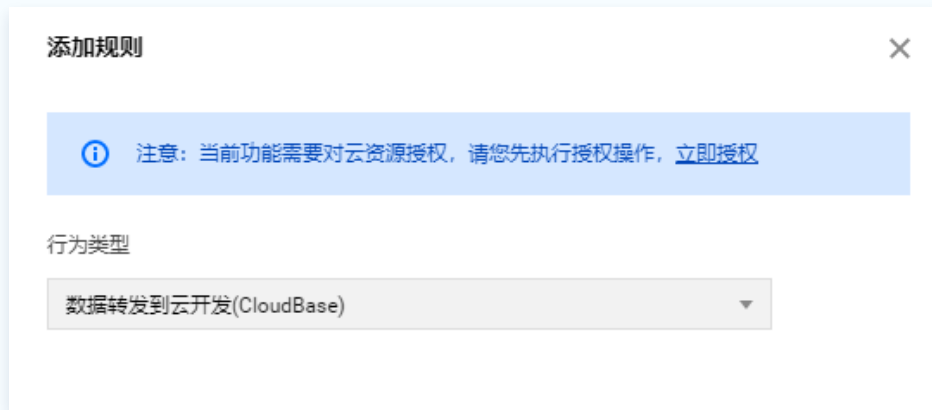 添加规则
注意：当前功能需要对云资源授权，请您先执行授权操作，立即授权
行为类型
数据转发到云开发(CloudBase)